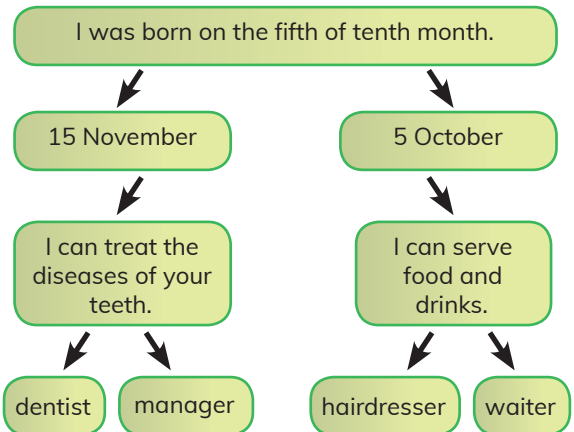 I was born on the fifth of tenth month.
15 November
5 October
I can treat the
diseases of your
teeth.
I can serve
food and
drinks.
dentist
manager
hairdresser
waiter